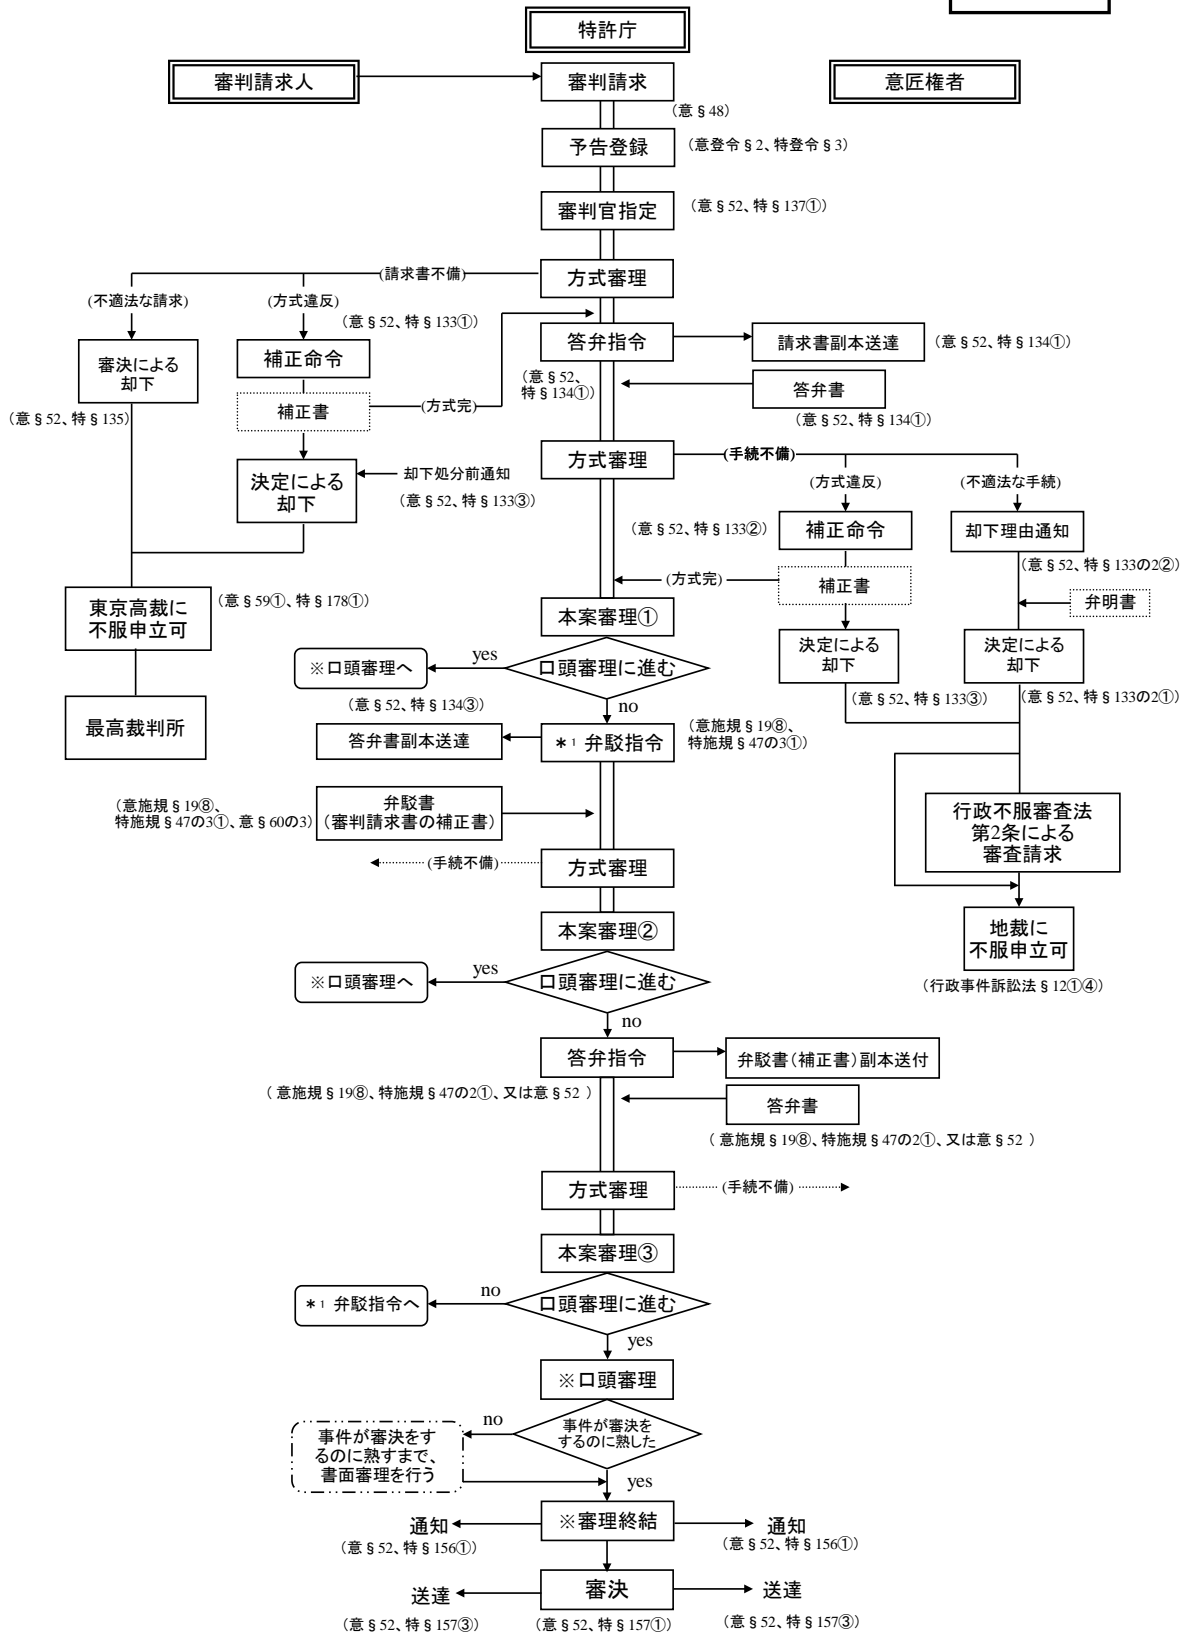 特許庁
審判請求人
審判請求
意匠権者
（意§48）
予告登録
（意登令§2、特登令§3）
審判官指定
（意§52、特§137①）
方式審理
(請求書不備)
(不適法な請求)
(方式違反)
（意§52、特§133①）
審決による
却下
補正命令
答弁指令
請求書副本送達
（意§52、特§134①）
（意§52、
特§134①）
答弁書
（意§52、特§134①）
（意§52、特§135）
補正書
(方式完)
方式審理
(手続不備)
決定による
却下
却下処分前通知
（意§52、特§133③）
(方式違反)
(不適法な手続)
（意§52、特§133②）
補正命令
却下理由通知
（意§52、特§133の2②）
(方式完)
補正書
弁明書
東京高裁に
不服申立可
（意§59①、特§178①）
本案審理①
決定による
却下
決定による
却下
※口頭審理へ
yes
口頭審理に進む
（意§52、特§133③）
（意§52、特§133の2①）
（意§52、特§134③）
no
最高裁判所
答弁書副本送達
＊1 弁駁指令
（意施規§19⑧、
特施規§47の3①）
（意施規§19⑧、
特施規§47の3①、意§60の3）
弁駁書
（審判請求書の補正書）
行政不服審査法
第2条による
審査請求
(手続不備)
方式審理
本案審理②
地裁に
不服申立可
（行政事件訴訟法§12①④）
※口頭審理へ
yes
口頭審理に進む
no
答弁指令
弁駁書（補正書）副本送付
（ 意施規§19⑧、特施規§47の2①、又は意§52 ）
答弁書
（ 意施規§19⑧、特施規§47の2①、又は意§52 ）
方式審理
(手続不備)
本案審理③
＊1 弁駁指令へ
no
口頭審理に進む
yes
※口頭審理
no
事件が審決を
するのに熟した
事件が審決をす
るのに熟すまで、
書面審理を行う
yes
通知
※審理終結
通知
（意§52、特§156①）
（意§52、特§156①）
送達
審決
送達
（意§52、特§157③）
（意§52、特§157①）
（意§52、特§157③）